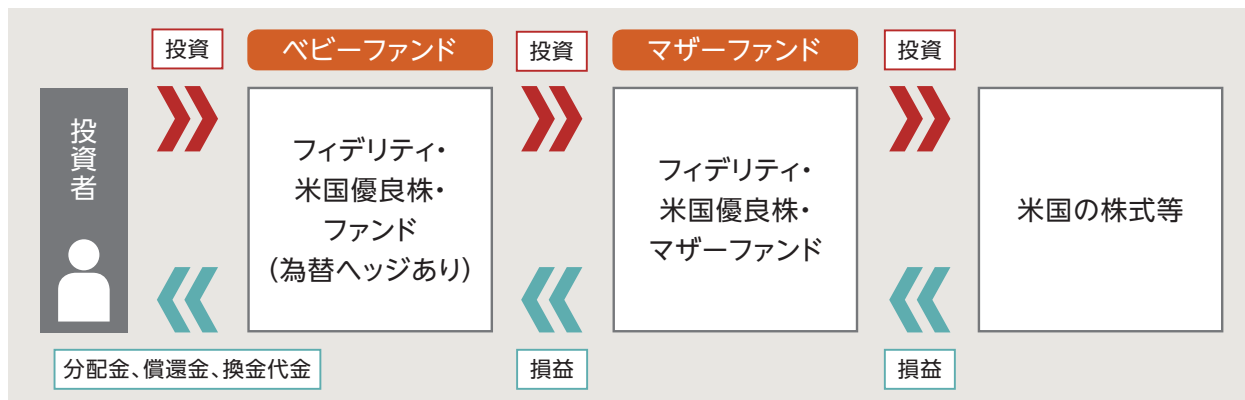 投資
ベビーファンド
投資
マザーファンド
投資
投資者
フィデリティ・
米国優良株・
ファンド
(為替ヘッジあり)
フィデリティ・
米国優良株・
マザーファンド
米国の株式等
分配金、償還金、換金代金
損益
損益